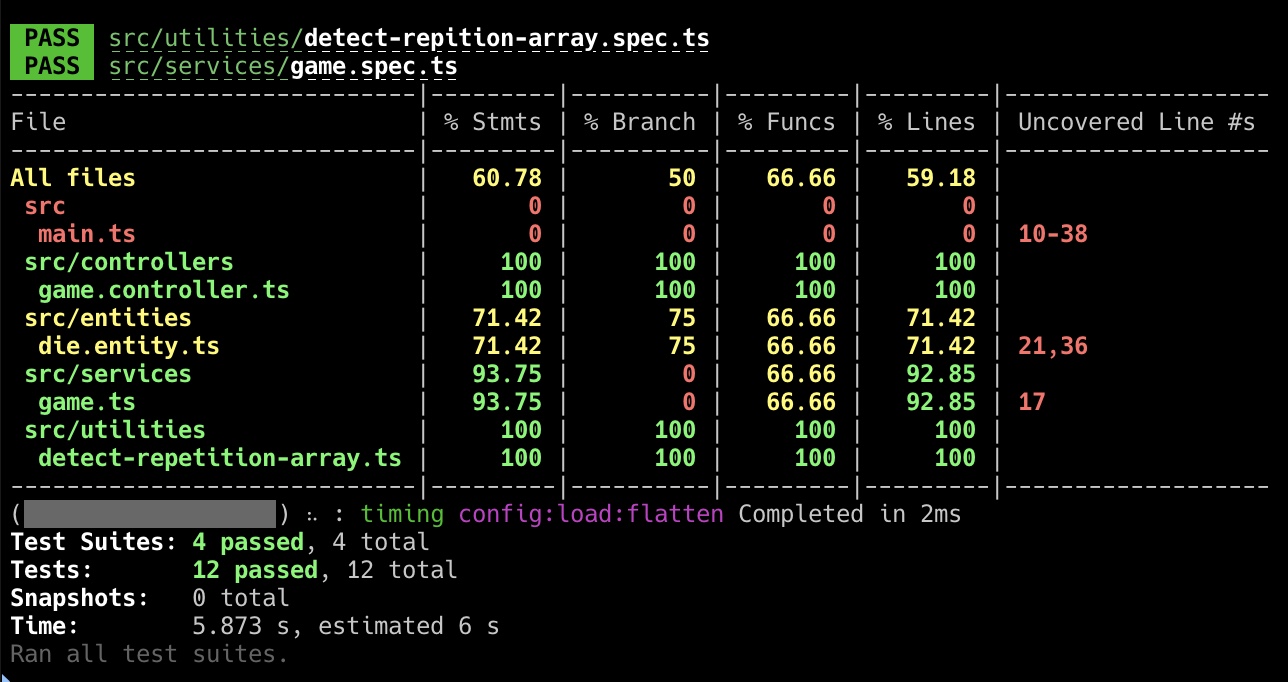 PASS src/utilities/detect-repition-array.spec.ts
PASS src/services/game.spec.ts
-----------------------------|---------|----------|---------|---------|-------------------
File | % Stmts | % Branch | % Funcs | % Lines | Uncovered Line #s
-----------------------------|---------|----------|---------|---------|-------------------
All files | 60.78 | 50 | 66.66 | 59.18 |
src | 0 | 0 | 0 | 0 |
main.ts | 0 | 0 | 0 | 0 | 10-38
src/controllers | 100 | 100 | 100 | 100 |
game.controller.ts | 100 | 100 | 100 | 100 |
src/entities | 71.42 | 75 | 66.66 | 71.42 |
die.entity.ts | 71.42 | 75 | 66.66 | 71.42 | 21,36
src/services | 93.75 | 0 | 66.66 | 92.85 |
game.ts | 93.75 | 0 | 66.66 | 92.85 | 17
src/utilities | 100 | 100 | 100 | 100 |
detect-repetition-array.ts | 100 | 100 | 100 | 100 |
-----------------------------|---------|----------|---------|---------|-------------------
( ) : timing config:load:flatten Completed in 2ms
Test Suites: 4 passed, 4 total
Tests: 12 passed, 12 total
Snapshots: 0 total
Time: 5.873 s, estimated 6 s
Ran all test suites.